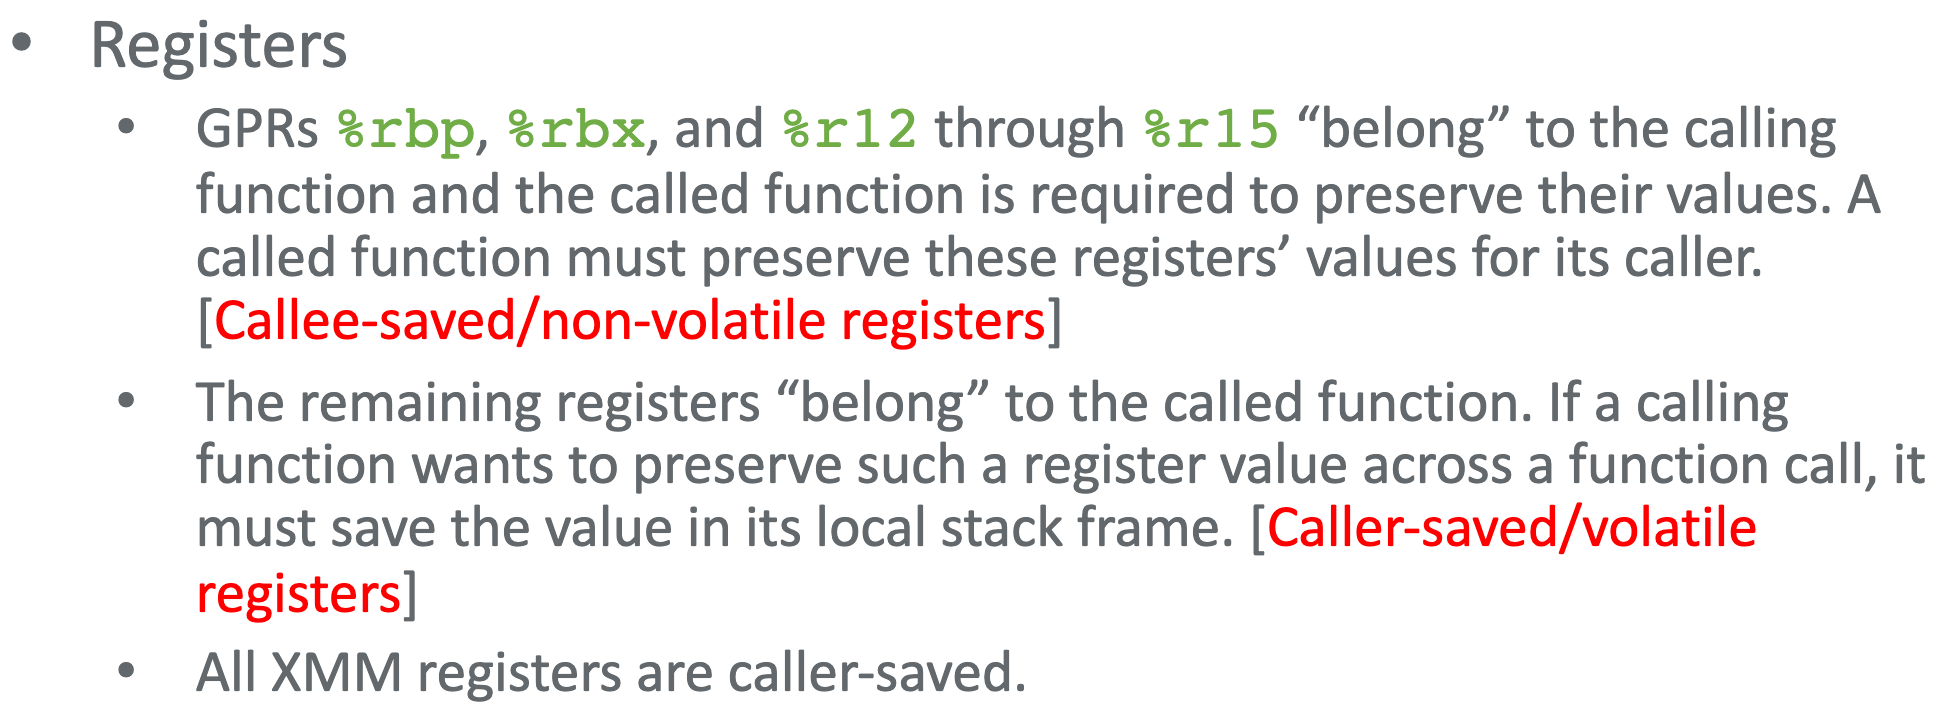 • Registers
• GPRs %rbp, %rbx, and %r12 through %r15 “belong” to the calling
function and the called function is required to preserve their values. A
called function must preserve these registers’ values for its caller.
[Callee-saved/non-volatile registers]
• The remaining registers “belong” to the called function. If a calling
function wants to preserve such a register value across a function call, it
must save the value in its local stack frame. [Caller-saved/volatile
registers]
• All XMM registers are caller-saved.